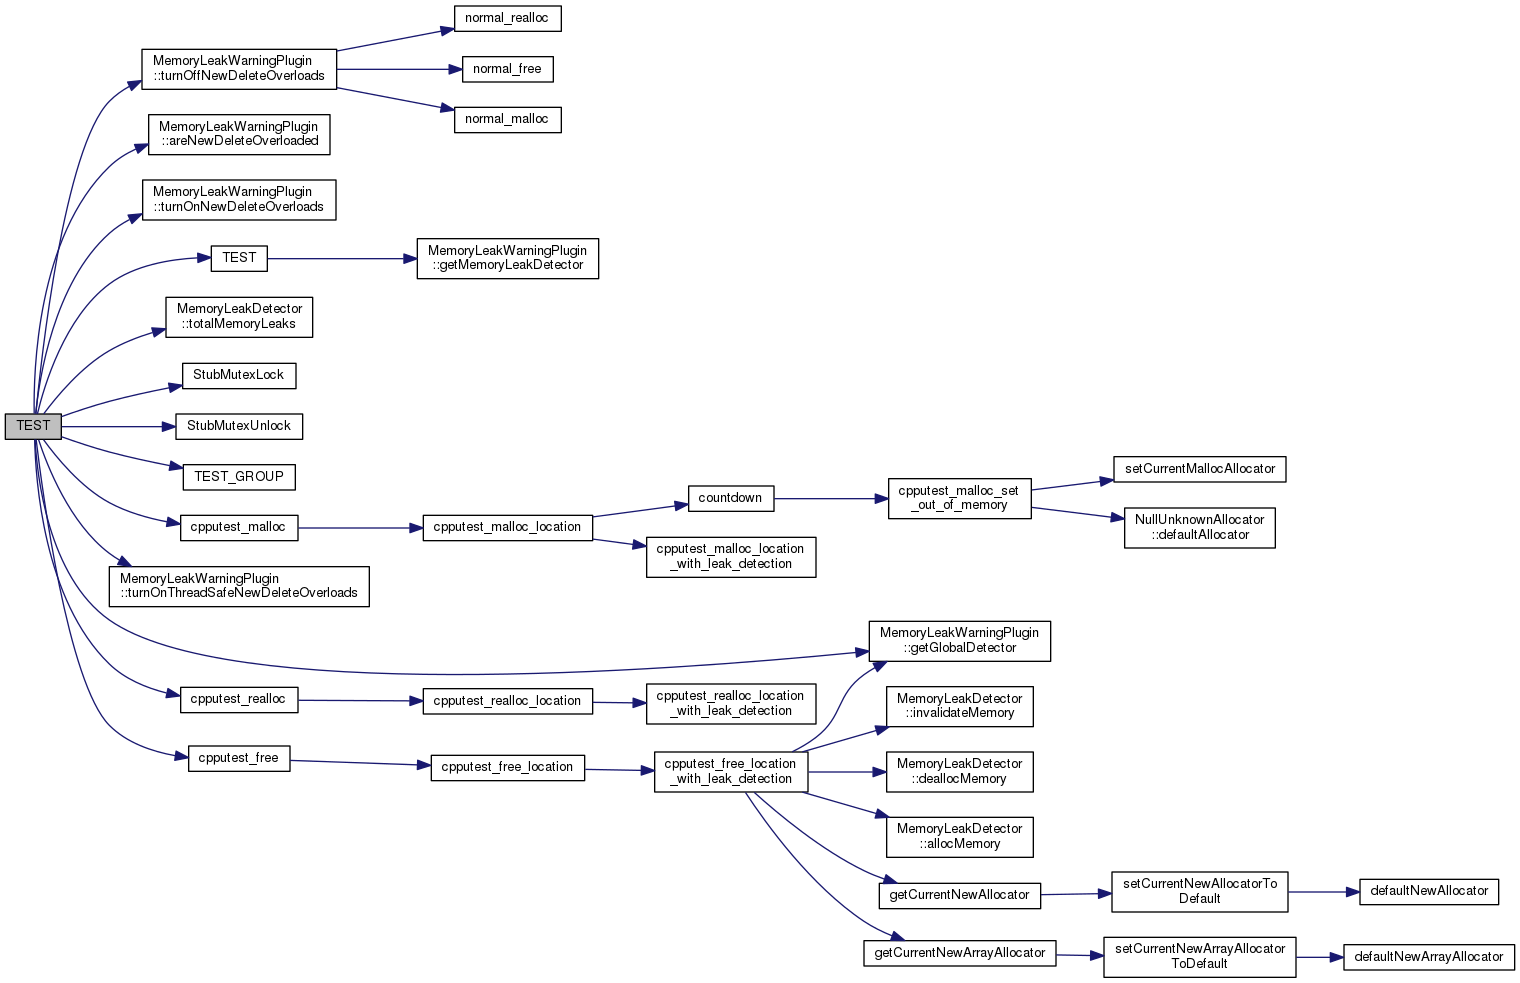 normal_realloc
MemoryLeakWarningPlugin
::turnOffNewDeleteOverloads
normal_free
normal_malloc
MemoryLeakWarningPlugin
::areNewDeleteOverloaded
MemoryLeakWarningPlugin
::turnOnNewDeleteOverloads
TEST
MemoryLeakWarningPlugin
::getMemoryLeakDetector
MemoryLeakDetector
::totalMemoryLeaks
StubMutexLock
TEST
StubMutexUnlock
TEST_GROUP
setCurrentMallocAllocator
countdown
cpputest_malloc_set
_out_of_memory
cpputest_malloc
cpputest_malloc_location
NullUnknownAllocator
::defaultAllocator
cpputest_malloc_location
_with_leak_detection
MemoryLeakWarningPlugin
::turnOnThreadSafeNewDeleteOverloads
MemoryLeakWarningPlugin
::getGlobalDetector
cpputest_realloc
cpputest_realloc_location
cpputest_realloc_location
_with_leak_detection
MemoryLeakDetector
::invalidateMemory
cpputest_free
cpputest_free_location
cpputest_free_location
_with_leak_detection
MemoryLeakDetector
::deallocMemory
MemoryLeakDetector
::allocMemory
getCurrentNewAllocator
setCurrentNewAllocatorTo
Default
defaultNewAllocator
getCurrentNewArrayAllocator
setCurrentNewArrayAllocator
ToDefault
defaultNewArrayAllocator